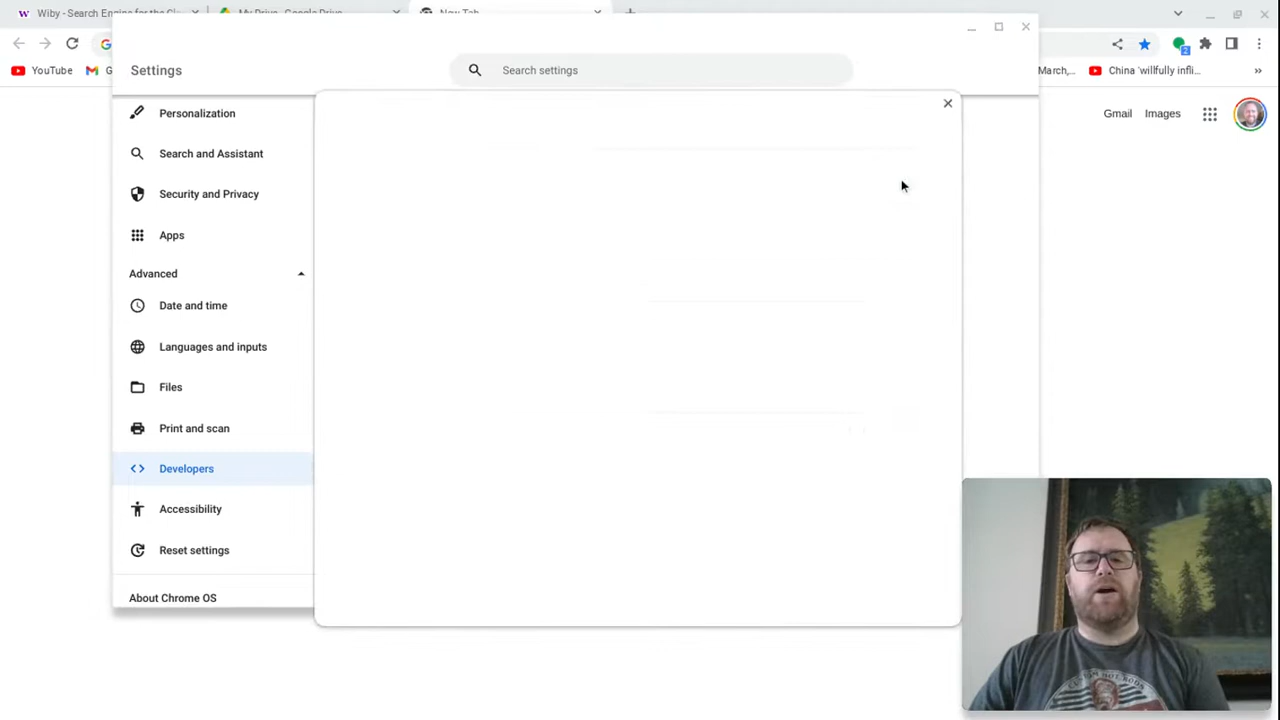 Wiby - Search Engine for the Cl
My Drive - Google Drive
New Tab
YouTube
G
March,...
China 'willfully infli...
»
Settings
Search settings
Gmail
Images
2
Personalization
Search and Assistant
Security and Privacy
Apps
Advanced
Date and time
Languages and inputs
Files
Print and scan
Developers
Accessibility
Reset settings
About Chrome OS